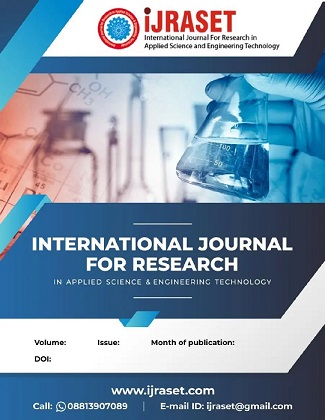 iJRASET
International Journal For Research in
Applied Science and Engineering Technology
INTERNATIONAL JOURNAL
FOR RESEARCH
IN APPLIED SCIENCE & ENGINEERING TECHNOLOGY
Volume: Issue: Month of publication:
DOI:
www.ijraset.com
Call: 08813907089 | E-mail ID: ijraset@gmail.com